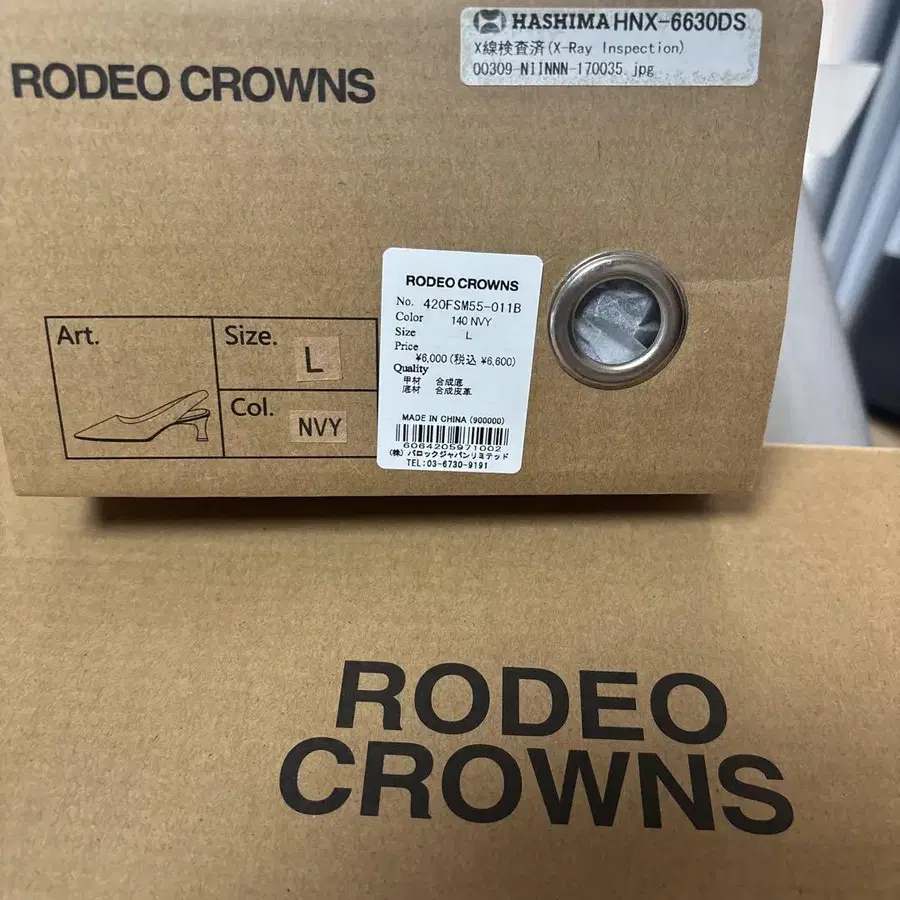 HASHIMA HNX-6630DS
X線検査済(X-Ray Inspection)
00309-NIINNN-170035 jpg
RODEO CROWNS
Art.
Size.
L
Col.
NVY
RODEO CROWNS
No. 420FSM55-011B
Color 140 NVY
Size L
Price
¥6,000(税込 ¥6,600)
Quality
甲材 合成底
底材 合成皮革
MADE IN CHINA (900000)
6064205971002
(株) バロックジャパンリミテッド
TEL:03-6730-9191
RODEO
CROWNS